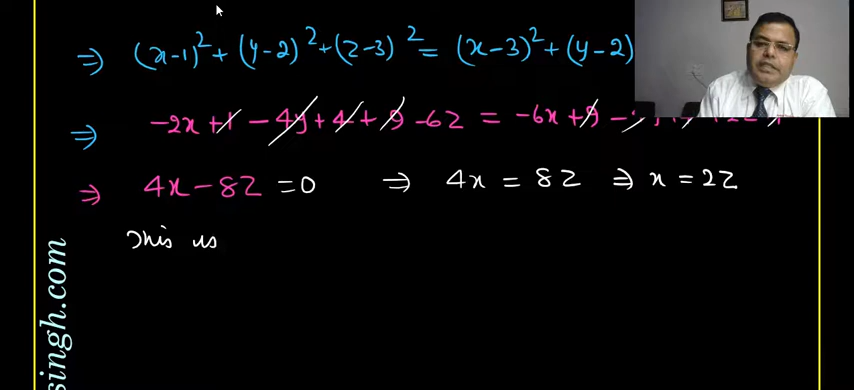 ⇒ (x-1)² + (y-2)² + (z-3)² = (x-3)² + (y-2)
⇒ -2x + 1 - 4y + 4 + 9 - 6z = -6x + 9 -
⇒ 4x - 8z = 0 ⇒ 4x = 8z ⇒ x = 2z
This is
singh.com